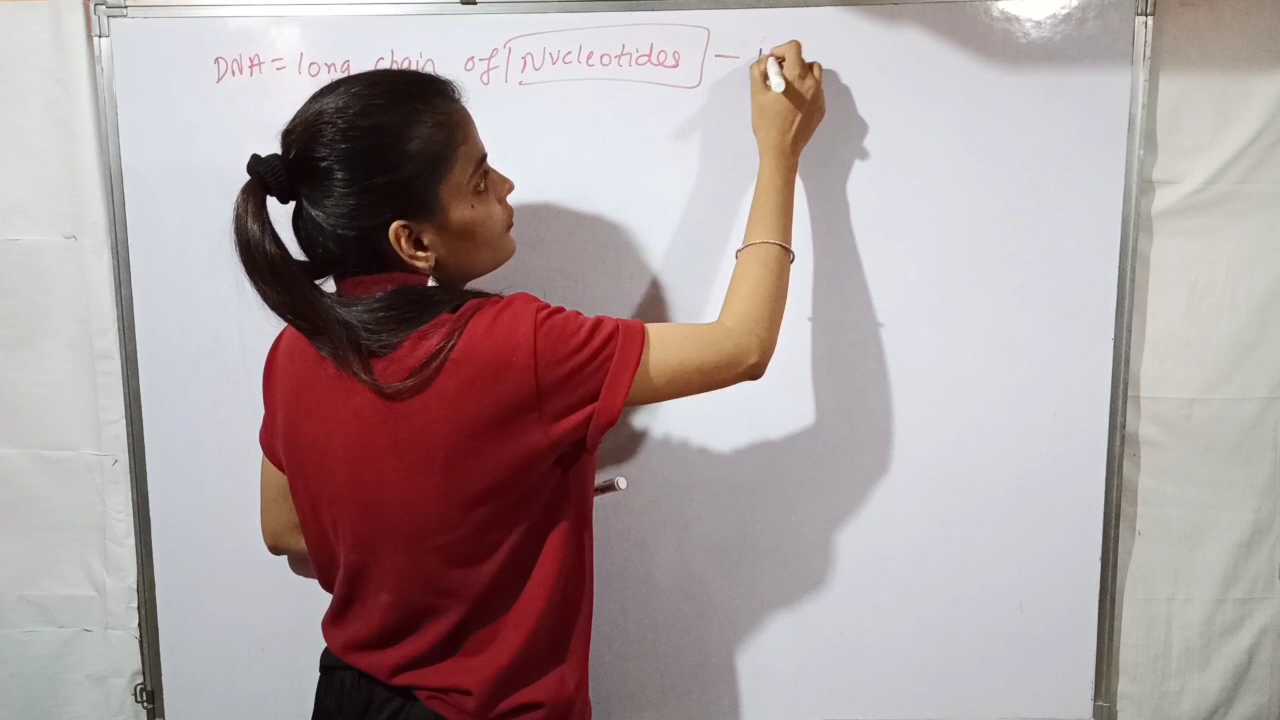 DNA = long chain of Nucleotides –